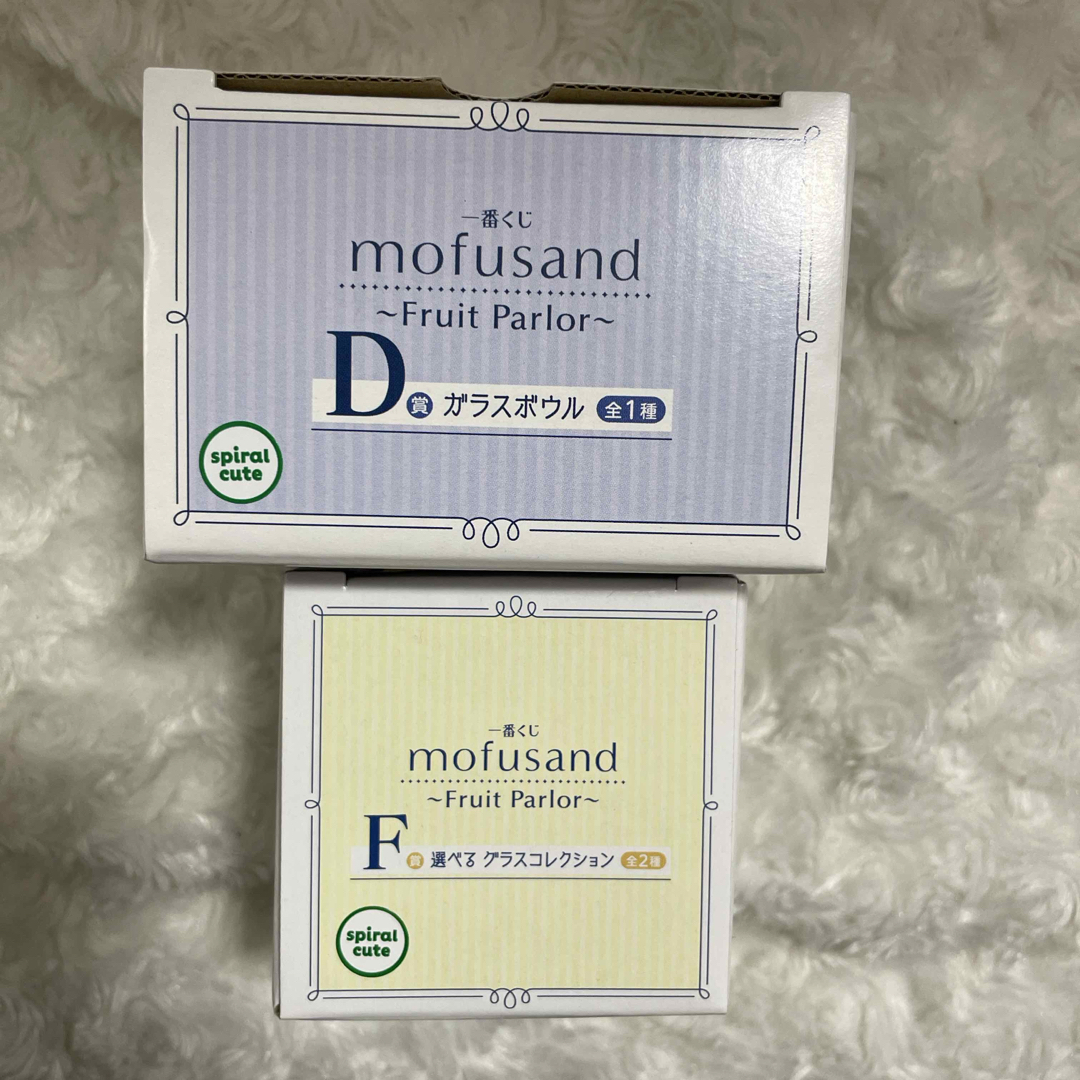 一番くじ
mofusand
~Fruit Parlor~
D賞 ガラスボウル 全1種
spiral
cute
一番くじ
mofusand
~Fruit Parlor~
F賞 選べる グラスコレクション 全2種
spiral
cute